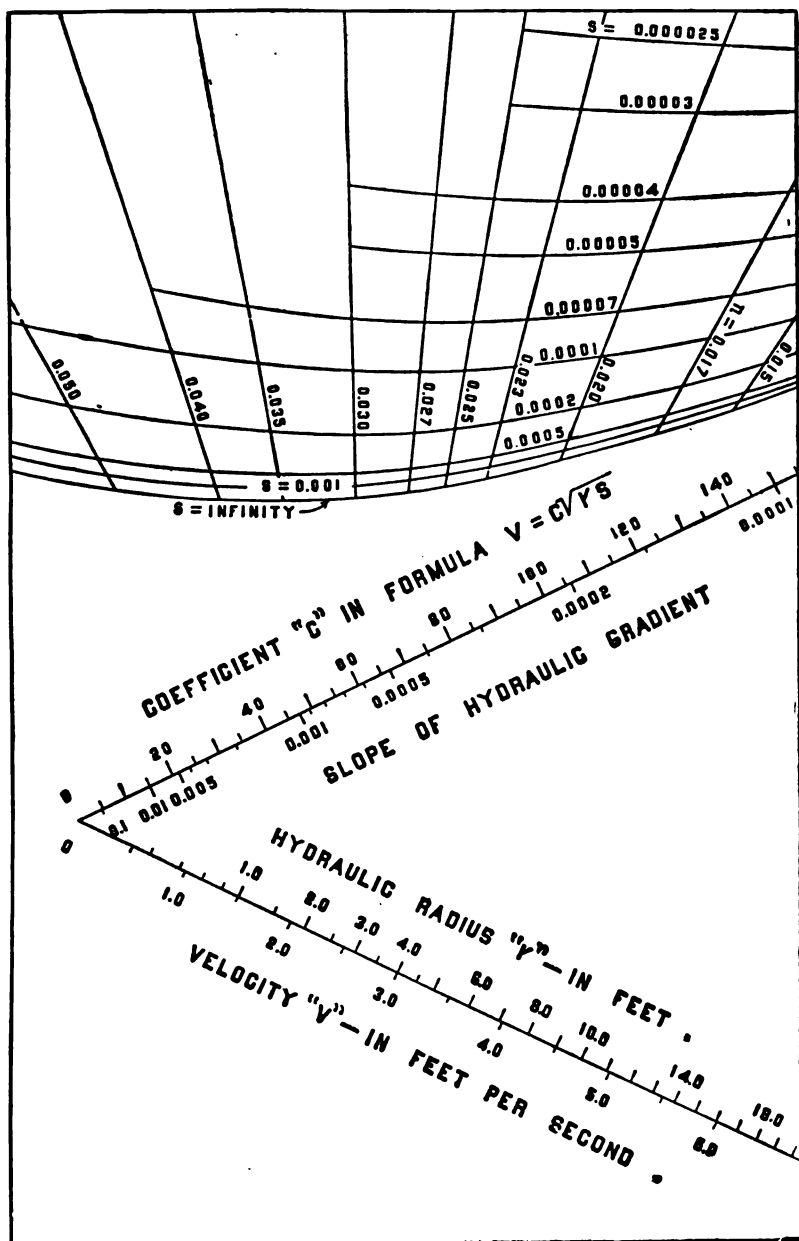 S = 0.000025
0.00003
0.00004
0.00005
0.00007
0.0001
0.0002
0.0005
S = 0.001
S = INFINITY
0.050
0.040
0.035
0.030
0.027
0.025
0.023
0.020
n = 0.017
0.015
COEFFICIENT "C" IN FORMULA V = C√rS
0 20 40 60 80 100 120 140
0.1 0.01 0.005 0.001 0.0005 0.0002 0.0001
SLOPE OF HYDRAULIC GRADIENT
HYDRAULIC RADIUS "r" — IN FEET.
1.0 2.0 3.0 4.0 6.0 8.0 10.0 14.0 18.0
0 1.0 2.0 3.0 4.0 5.0 6.0
VELOCITY "V" — IN FEET PER SECOND.